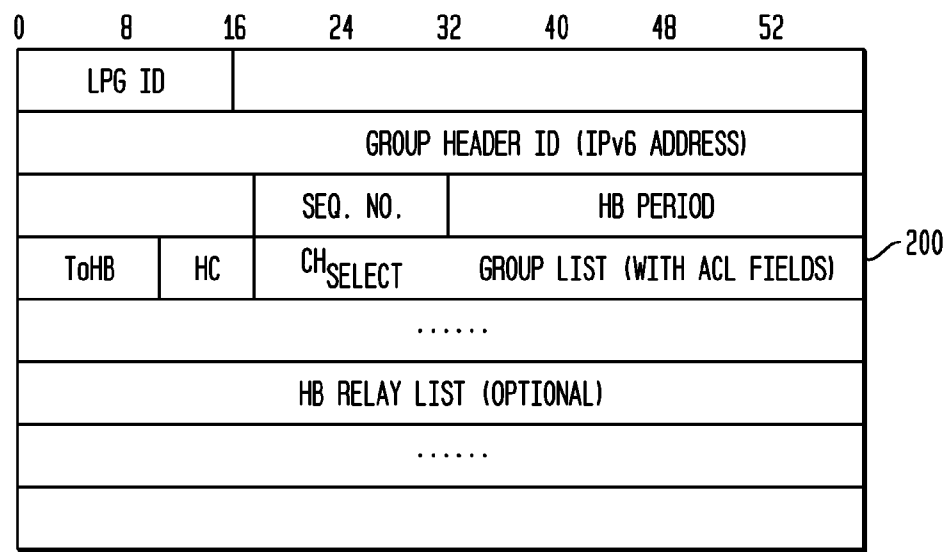 0 8 16 24 32 40 48 52
LPG ID
GROUP HEADER ID (IPv6 ADDRESS)
SEQ. NO. HB PERIOD
ToHB HC CHSELECT GROUP LIST (WITH ACL FIELDS) 200
......
HB RELAY LIST (OPTIONAL)
......